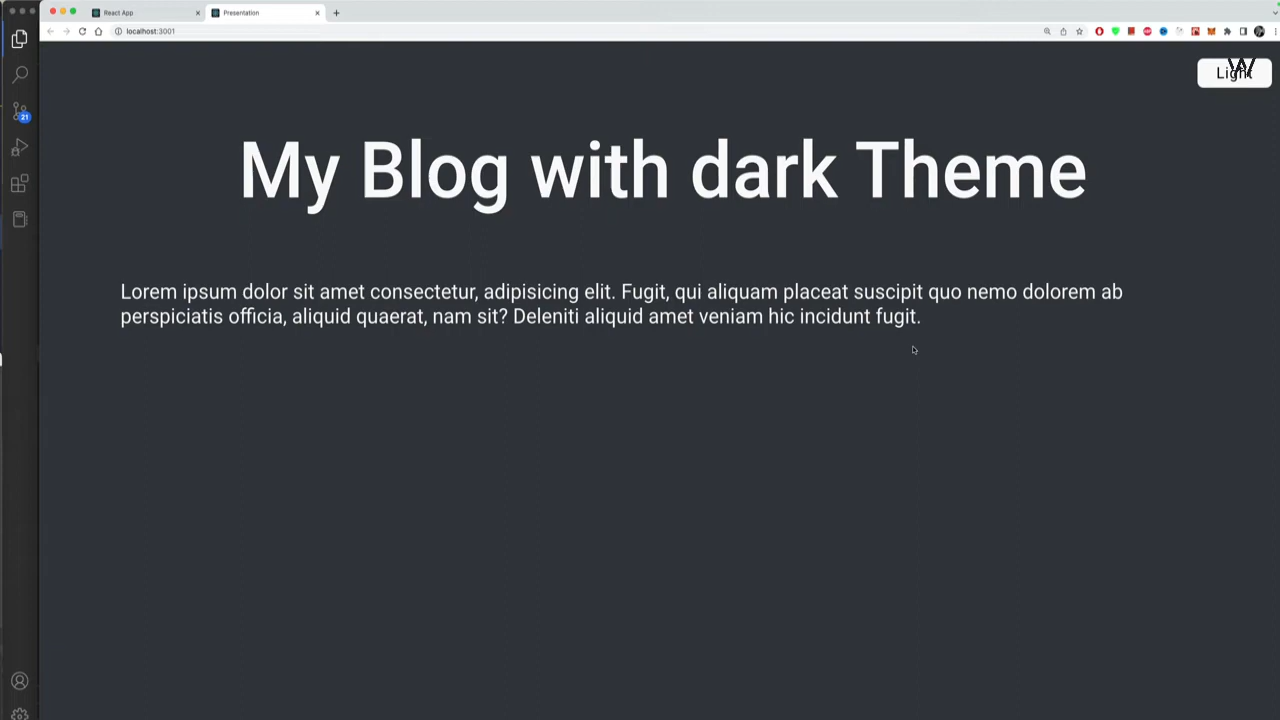 React App
Presentation
localhost:3001
Light
W
21
My Blog with dark Theme
Lorem ipsum dolor sit amet consectetur, adipisicing elit. Fugit, qui aliquam placeat suscipit quo nemo dolorem ab
perspiciatis officia, aliquid quaerat, nam sit? Deleniti aliquid amet veniam hic incidunt fugit.